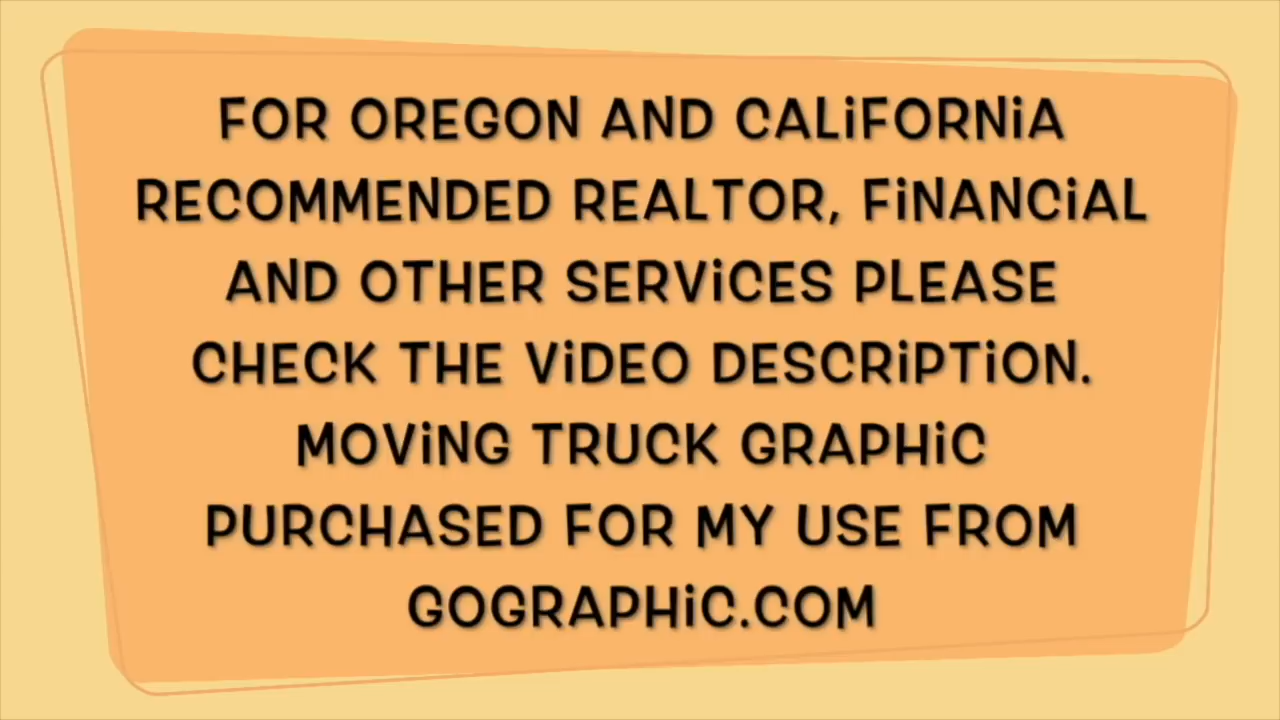 FOR OREGON AND CALiFORNiA
RECOMMENDED REALTOR, FiNANCiAL
AND OTHER SERViCES PLEASE
CHECK THE ViDEO DESCRiPTiON.
MOViNG TRUCK GRAPHiC
PURCHASED FOR MY USE FROM
GOGRAPHiC.COM